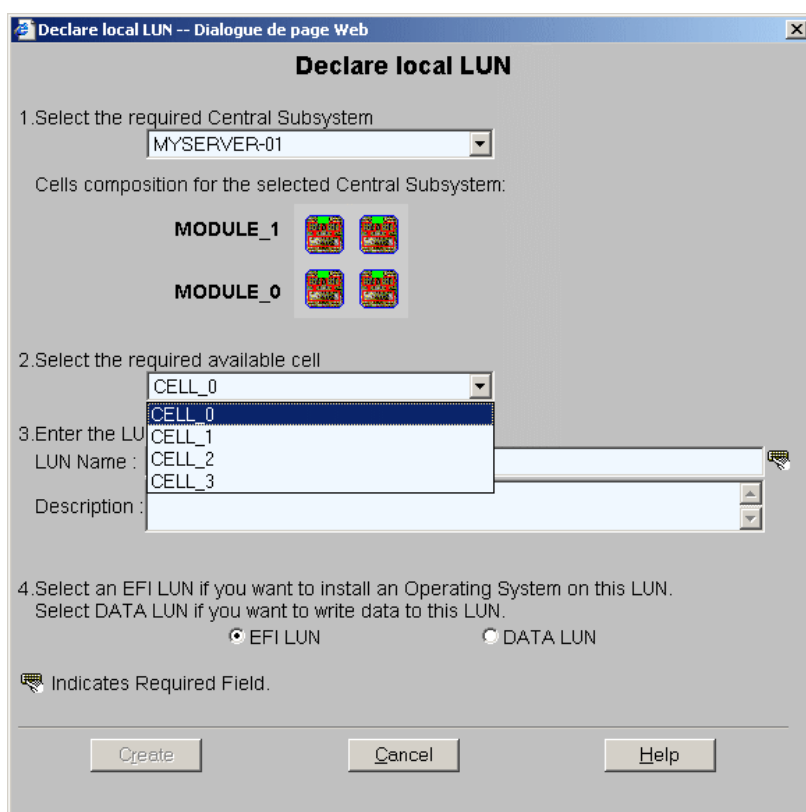 Declare local LUN -- Dialogue de page Web
Declare local LUN
1.Select the required Central Subsystem
MYSERVER-01
Cells composition for the selected Central Subsystem:
MODULE_1
MODULE_0
2.Select the required available cell
CELL_0
CELL_0
CELL_1
CELL_2
CELL_3
3.Enter the LU
LUN Name :
Description :
4.Select an EFI LUN if you want to install an Operating System on this LUN.
Select DATA LUN if you want to write data to this LUN.
EFI LUN DATA LUN
Indicates Required Field.
Create Cancel Help